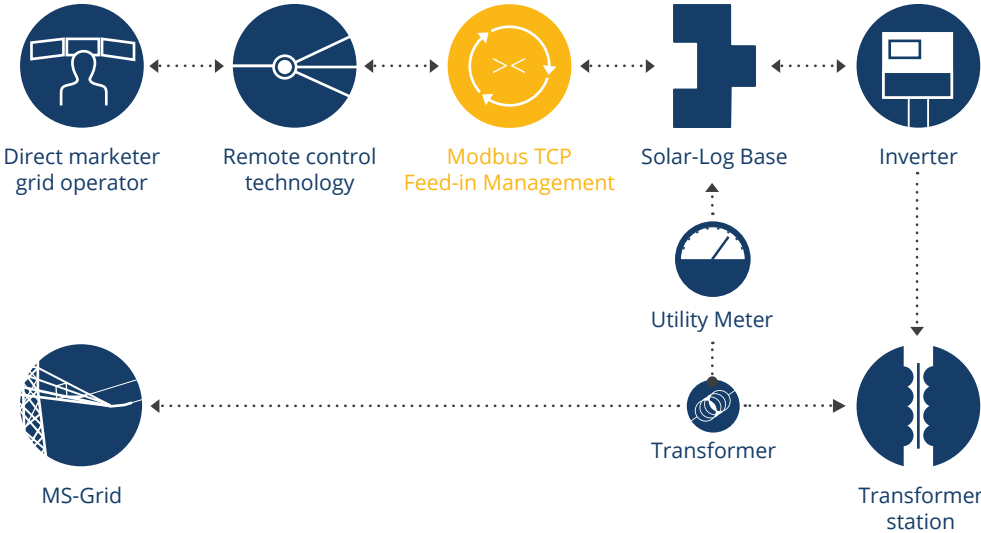 Direct marketer
grid operator
Remote control
technology
Modbus TCP
Feed-in Management
Solar-Log Base
Inverter
Utility Meter
Transformer
MS-Grid
Transformer
station